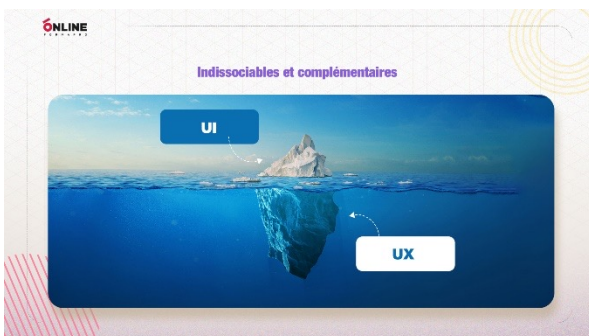 ONLINE
Indissociables et complémentaires
UI
UX